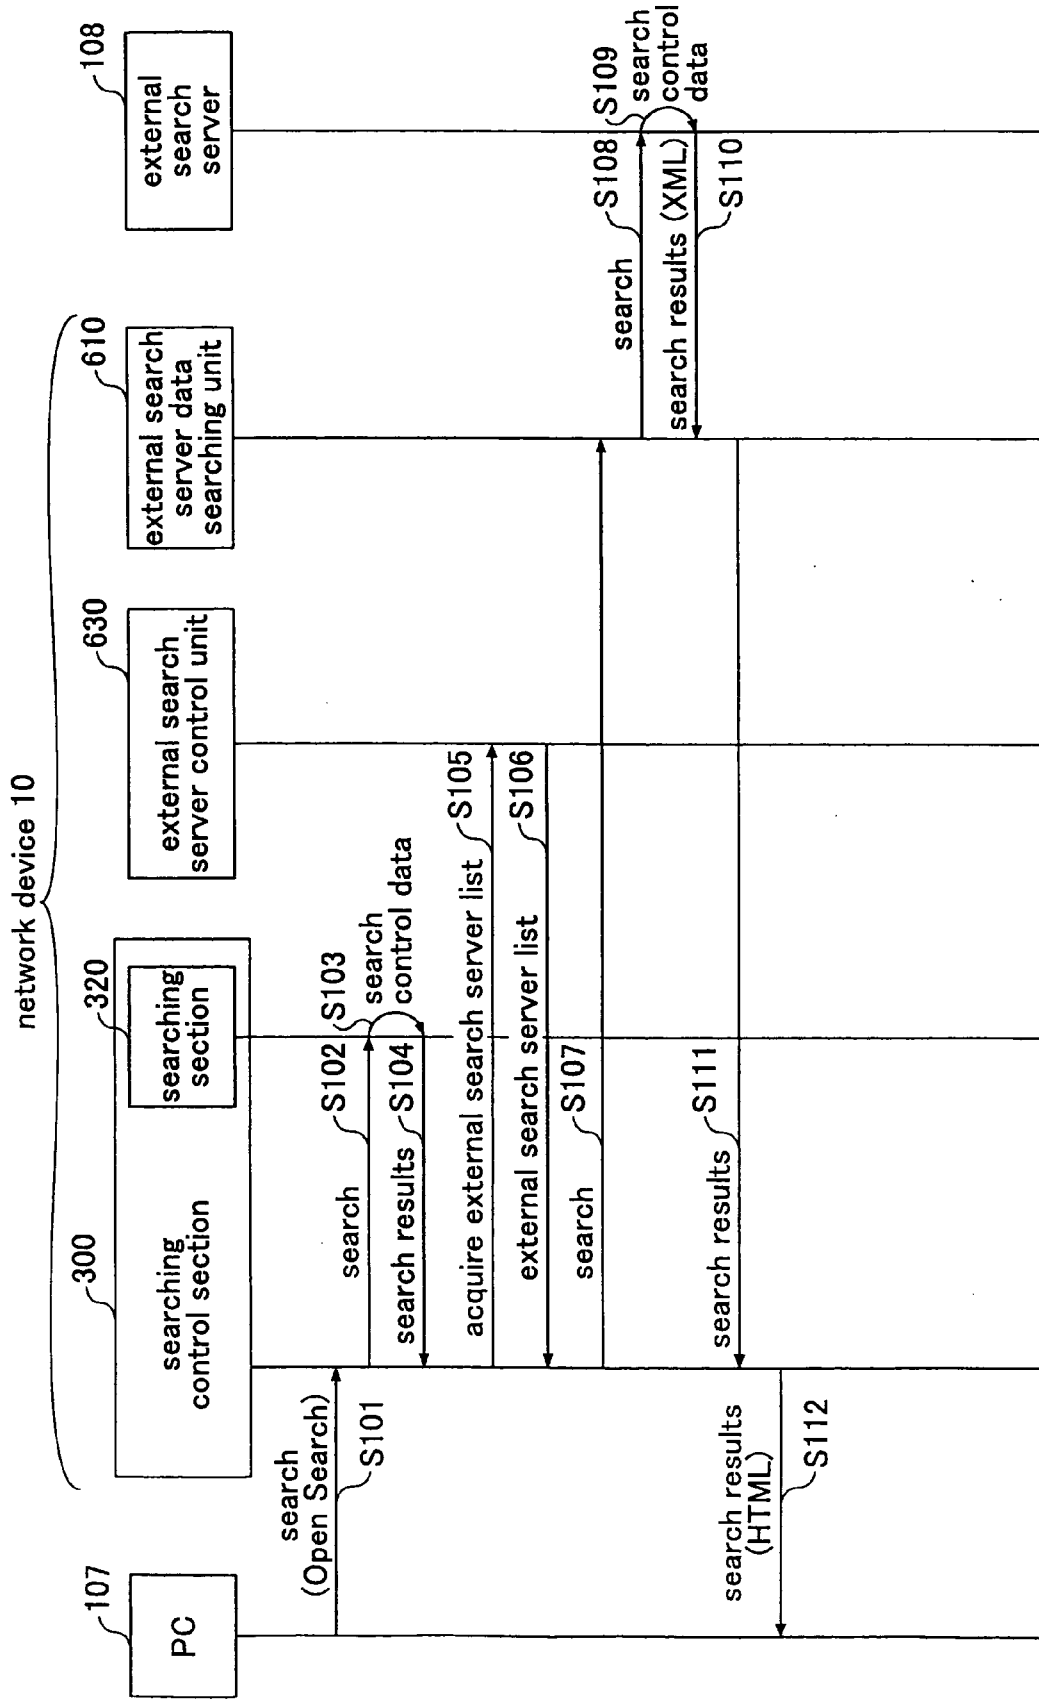 network device 10
107
PC
300
searching
control section
320
searching
section
630
external search
server control unit
610
external search
server data
searching unit
108
external
search
server
search
(Open Search)
S101
search
S102
S103
search
control data
search results
S104
acquire external search server list
S105
external search server list
S106
search
S107
search
S108
S109
search
control
data
search results (XML)
S110
search results
S111
search results
(HTML)
S112